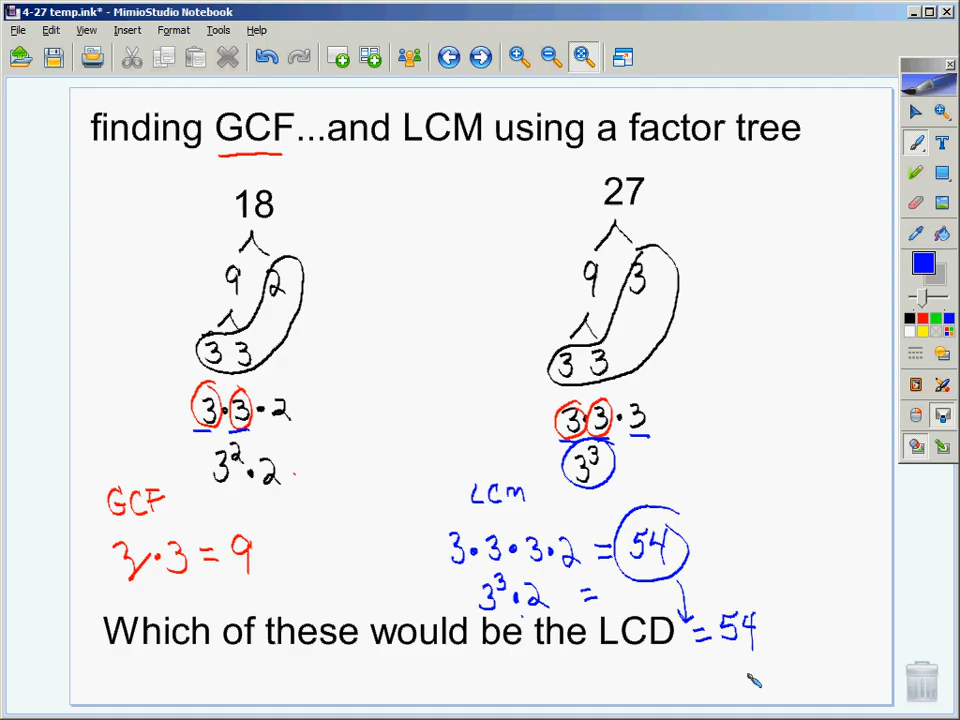 4-27 temp.ink* - MimioStudio Notebook
File Edit View Insert Format Tools Help
finding GCF...and LCM using a factor tree
18 27
9 2 9 3
3 3 3 3
3·3·2 3·3·3
3²·2 3³
GCF LCM
3·3=9 3·3·3·2 = 54
3³·2 =
Which of these would be the LCD = 54